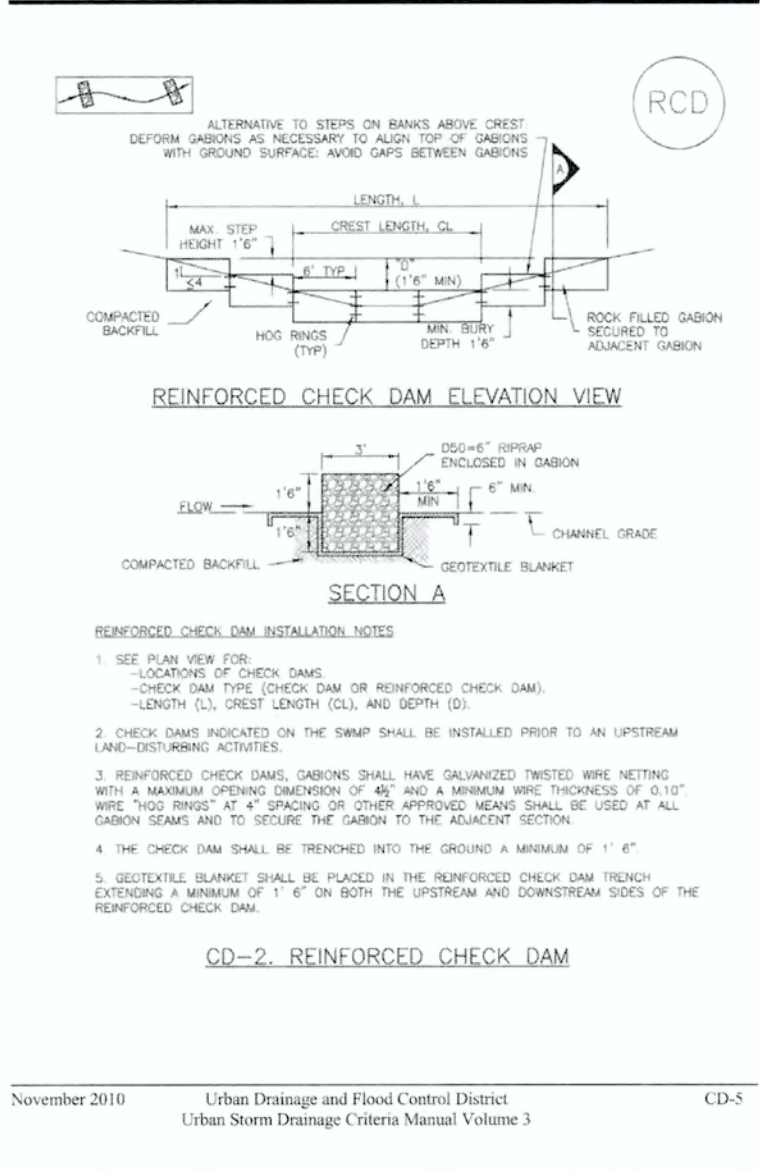 RCD
ALTERNATIVE TO STEPS ON BANKS ABOVE CREST:
DEFORM GABIONS AS NECESSARY TO ALIGN TOP OF GABIONS
WITH GROUND SURFACE; AVOID GAPS BETWEEN GABIONS
A
LENGTH, L
CREST LENGTH, CL
MAX. STEP
HEIGHT 1'6"
6' TYP.
"D"
(1'6" MIN)
1
≤4
COMPACTED
BACKFILL
HOG RINGS
(TYP)
MIN. BURY
DEPTH 1'6"
ROCK FILLED GABION
SECURED TO
ADJACENT GABION
REINFORCED CHECK DAM ELEVATION VIEW
3'
D50=6" RIPRAP
ENCLOSED IN GABION
1'6"
1'6"
MIN
6" MIN.
FLOW
1'6"
CHANNEL GRADE
COMPACTED BACKFILL
GEOTEXTILE BLANKET
SECTION A
REINFORCED CHECK DAM INSTALLATION NOTES
1. SEE PLAN VIEW FOR:
-LOCATIONS OF CHECK DAMS.
-CHECK DAM TYPE (CHECK DAM OR REINFORCED CHECK DAM).
-LENGTH (L), CREST LENGTH (CL), AND DEPTH (D).
2. CHECK DAMS INDICATED ON THE SWMP SHALL BE INSTALLED PRIOR TO AN UPSTREAM
LAND-DISTURBING ACTIVITIES.
3. REINFORCED CHECK DAMS, GABIONS SHALL HAVE GALVANIZED TWISTED WIRE NETTING
WITH A MAXIMUM OPENING DIMENSION OF 4½" AND A MINIMUM WIRE THICKNESS OF 0.10".
WIRE "HOG RINGS" AT 4" SPACING OR OTHER APPROVED MEANS SHALL BE USED AT ALL
GABION SEAMS AND TO SECURE THE GABION TO THE ADJACENT SECTION.
4. THE CHECK DAM SHALL BE TRENCHED INTO THE GROUND A MINIMUM OF 1' 6".
5. GEOTEXTILE BLANKET SHALL BE PLACED IN THE REINFORCED CHECK DAM TRENCH
EXTENDING A MINIMUM OF 1' 6" ON BOTH THE UPSTREAM AND DOWNSTREAM SIDES OF THE
REINFORCED CHECK DAM.
CD-2. REINFORCED CHECK DAM
November 2010
Urban Drainage and Flood Control District
CD-5
Urban Storm Drainage Criteria Manual Volume 3